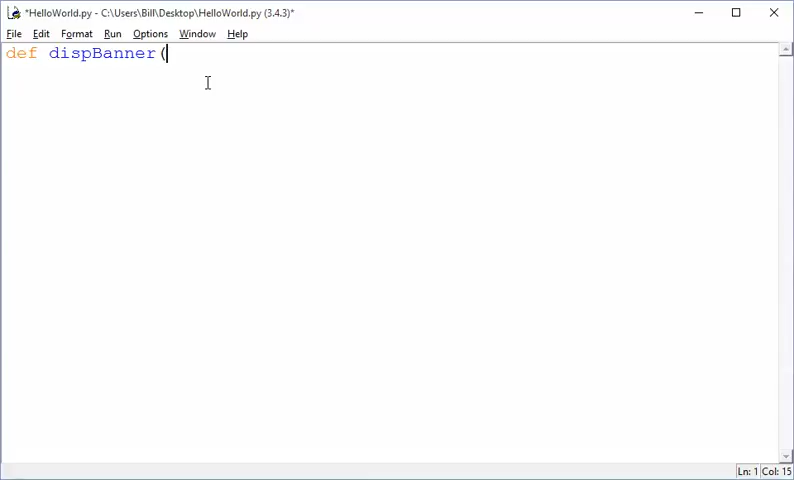 *HelloWorld.py - C:\Users\Bill\Desktop\HelloWorld.py (3.4.3)*
File Edit Format Run Options Window Help
def dispBanner(
Ln: 1 Col: 15